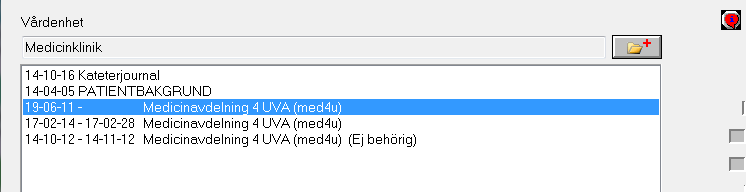 Vårdenhet
Medicinklinik
14-10-16 Kateterjournal
14-04-05 PATIENTBAKGRUND
19-06-11 - Medicinavdelning 4 UVA (med4u)
17-02-14 - 17-02-28 Medicinavdelning 4 UVA (med4u)
14-10-12 - 14-11-12 Medicinavdelning 4 UVA (med4u) (Ej behörig)